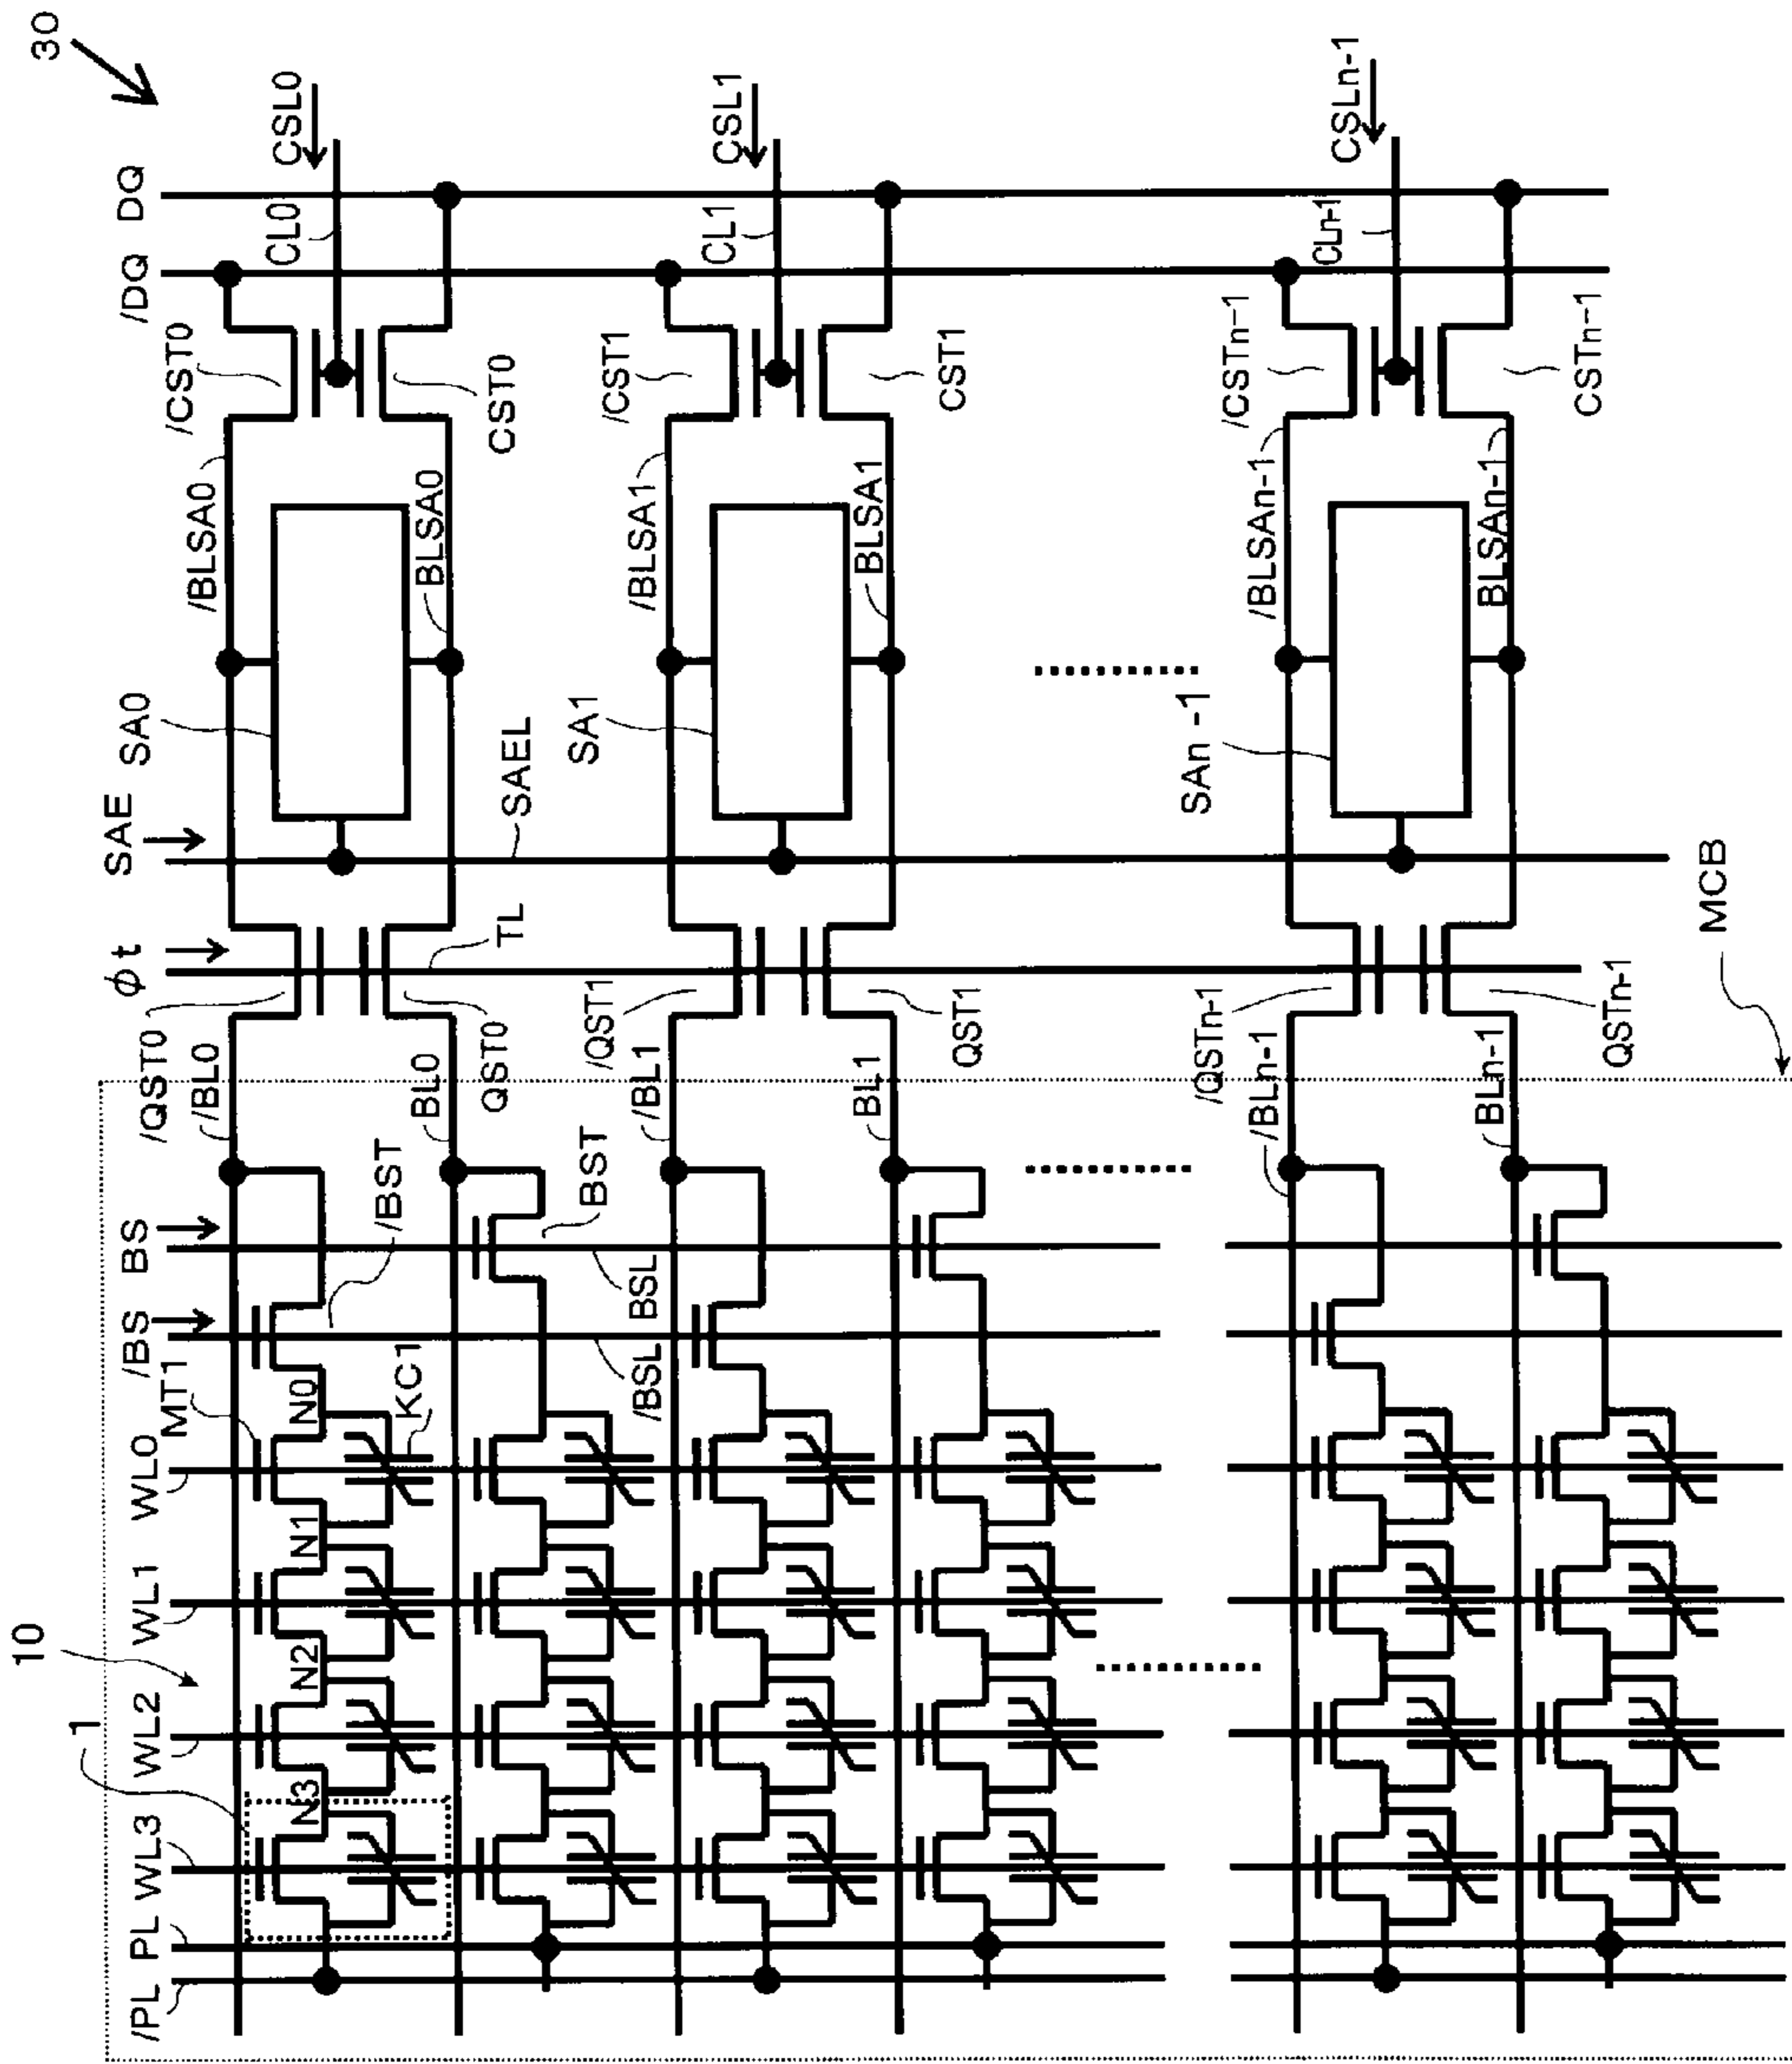 30
/PL PL WL3 WL2 WL1 WL0 /BS BS φt SAE SA0 /DQ DQ
1
10
MT1
/QST0
/BL0
/BLSA0
/CST0
CL0
CSL0
N3 N2 N1 N0
/BST
KC1
TL
SAEL
BL0
QST0
BLSA0
CST0
BST
/BSL BSL
/BL1
/QST1
SA1
/BLSA1
/CST1
CL1
CSL1
BL1
QST1
BLSA1
CST1
/BLn-1
/QSTn-1
SAn-1
/BLSAn-1
/CSTn-1
CLn-1
CSLn-1
BLn-1
QSTn-1
BLSAn-1
CSTn-1
MCB